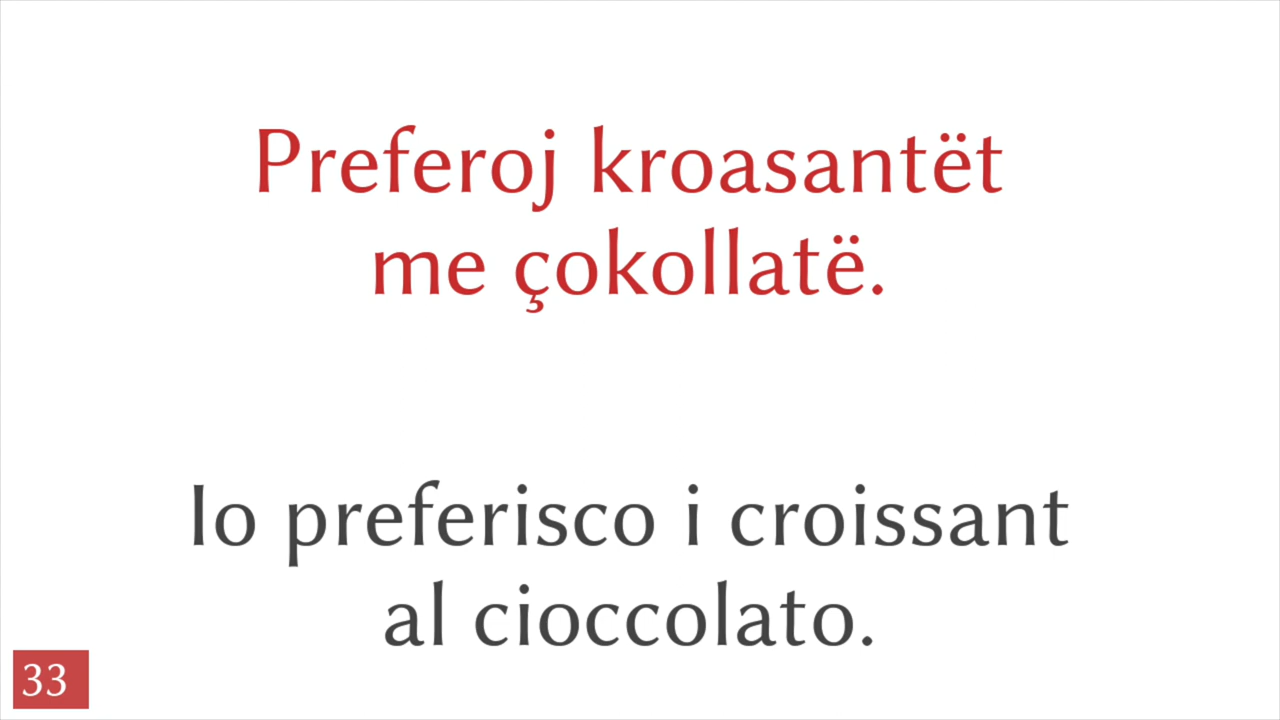 Preferoj kroasantët
me çokollatë.
Io preferisco i croissant
al cioccolato.
33